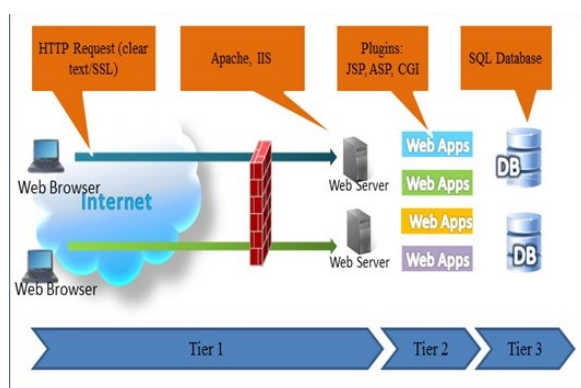 HTTP Request (clear
text/SSL)
Apache, IIS
Plugins:
JSP, ASP, CGI
SQL Database
Web Browser
Internet
Web Server
Web Apps
Web Apps
Web Apps
Web Apps
DB
Web Browser
Web Server
DB
Tier 1
Tier 2
Tier 3